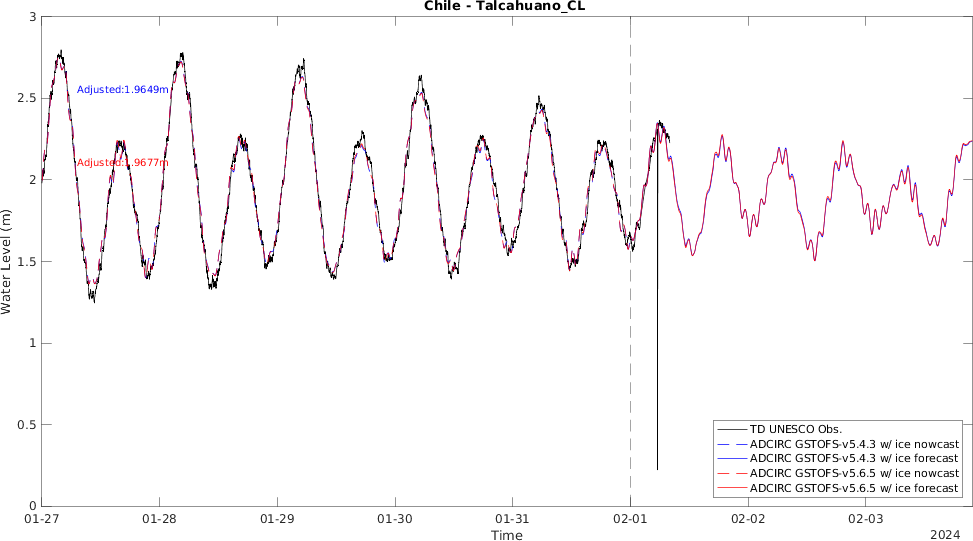 Chile - Talcahuano_CL
3
2.5
2
1.5
1
0.5
0
Water Level (m)
Adjusted:1.9649m
Adjusted:1.9677m
TD UNESCO Obs.
ADCIRC GSTOFS-v5.4.3 w/ ice nowcast
ADCIRC GSTOFS-v5.4.3 w/ ice forecast
ADCIRC GSTOFS-v5.6.5 w/ ice nowcast
ADCIRC GSTOFS-v5.6.5 w/ ice forecast
01-27 01-28 01-29 01-30 01-31 02-01 02-02 02-03
Time
2024